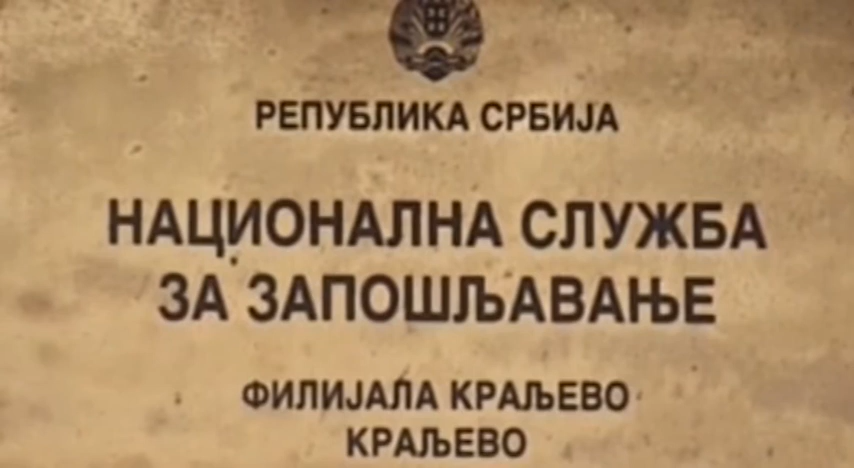 РЕПУБЛИКА СРБИЈА
НАЦИОНАЛНА СЛУЖБА
ЗА ЗАПОШЉАВАЊЕ
ФИЛИЈАЛА КРАЉЕВО
КРАЉЕВО